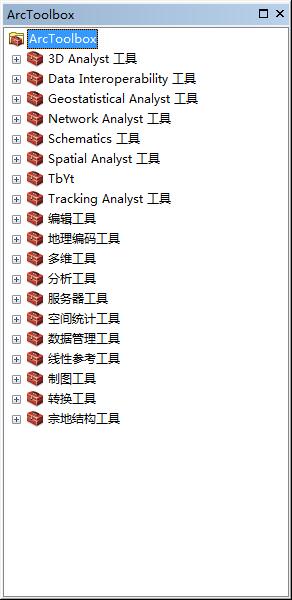 ArcToolbox
ArcToolbox
3D Analyst 工具
Data Interoperability 工具
Geostatistical Analyst 工具
Network Analyst 工具
Schematics 工具
Spatial Analyst 工具
TbYt
Tracking Analyst 工具
编辑工具
地理编码工具
多维工具
分析工具
服务器工具
空间统计工具
数据管理工具
线性参考工具
制图工具
转换工具
宗地结构工具